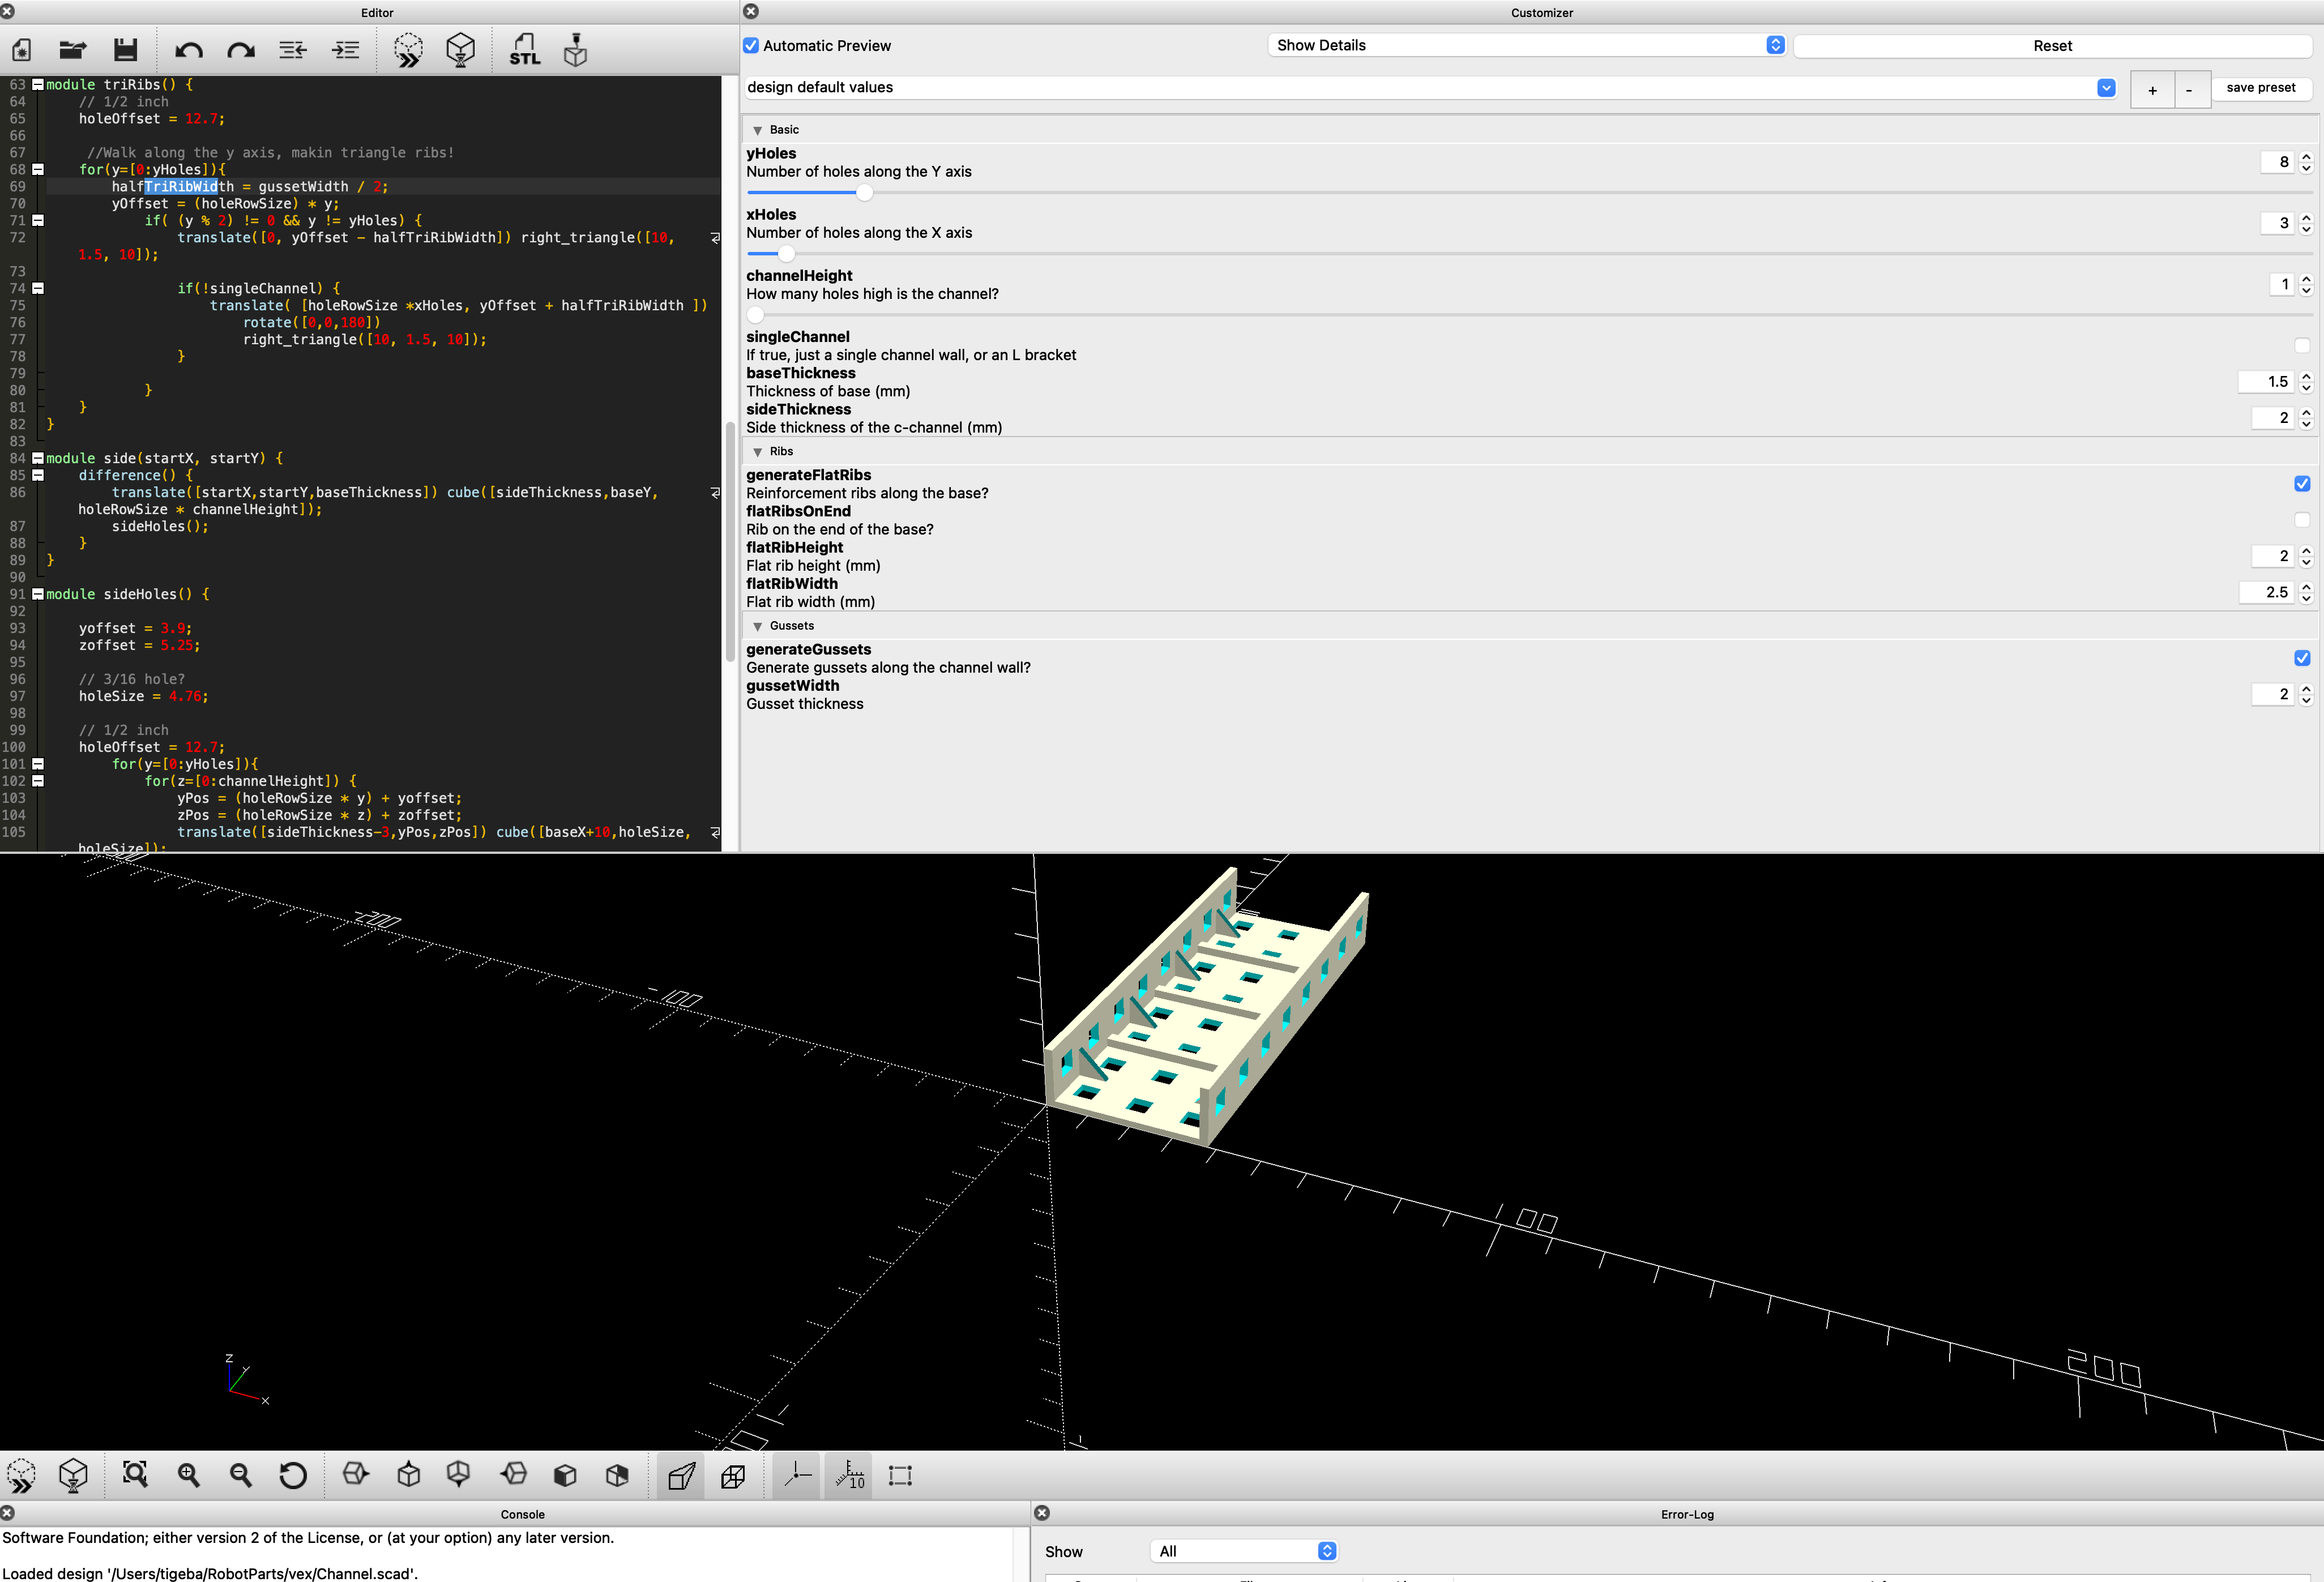 Editor
STL
63 module triRibs() {
64 // 1/2 inch
65 holeOffset = 12.7;
66
67 //Walk along the y axis, makin triangle ribs!
68 for(y=[0:yHoles]){
69 halfTriRibWidth = gussetWidth / 2;
70 yOffset = (holeRowSize) * y;
71 if( (y % 2) != 0 && y != yHoles) {
72 translate([0, yOffset - halfTriRibWidth]) right_triangle([10,
1.5, 10]);
73
74 if(!singleChannel) {
75 translate( [holeRowSize *xHoles, yOffset + halfTriRibWidth ])
76 rotate([0,0,180])
77 right_triangle([10, 1.5, 10]);
78 }
79
80 }
81 }
82 }
83
84 module side(startX, startY) {
85 difference() {
86 translate([startX,startY,baseThickness]) cube([sideThickness,baseY,
holeRowSize * channelHeight]);
87 sideHoles();
88 }
89 }
90
91 module sideHoles() {
92
93 yoffset = 3.9;
94 zoffset = 5.25;
95
96 // 3/16 hole?
97 holeSize = 4.76;
98
99 // 1/2 inch
100 holeOffset = 12.7;
101 for(y=[0:yHoles]){
102 for(z=[0:channelHeight]) {
103 yPos = (holeRowSize * y) + yoffset;
104 zPos = (holeRowSize * z) + zoffset;
105 translate([sideThickness-3,yPos,zPos]) cube([baseX+10,holeSize,
holeSize]);
Customizer
Automatic Preview
Show Details
Reset
design default values
+
-
save preset
Basic
yHoles
Number of holes along the Y axis
8
xHoles
Number of holes along the X axis
3
channelHeight
How many holes high is the channel?
1
singleChannel
If true, just a single channel wall, or an L bracket
baseThickness
Thickness of base (mm)
1.5
sideThickness
Side thickness of the c-channel (mm)
2
Ribs
generateFlatRibs
Reinforcement ribs along the base?
flatRibsOnEnd
Rib on the end of the base?
flatRibHeight
Flat rib height (mm)
2
flatRibWidth
Flat rib width (mm)
2.5
Gussets
generateGussets
Generate gussets along the channel wall?
gussetWidth
Gusset thickness
2
-200
-100
100
200
Z
Y
X
10
Console
Software Foundation; either version 2 of the License, or (at your option) any later version.
Loaded design '/Users/tigeba/RobotParts/vex/Channel.scad'.
Error-Log
Show
All